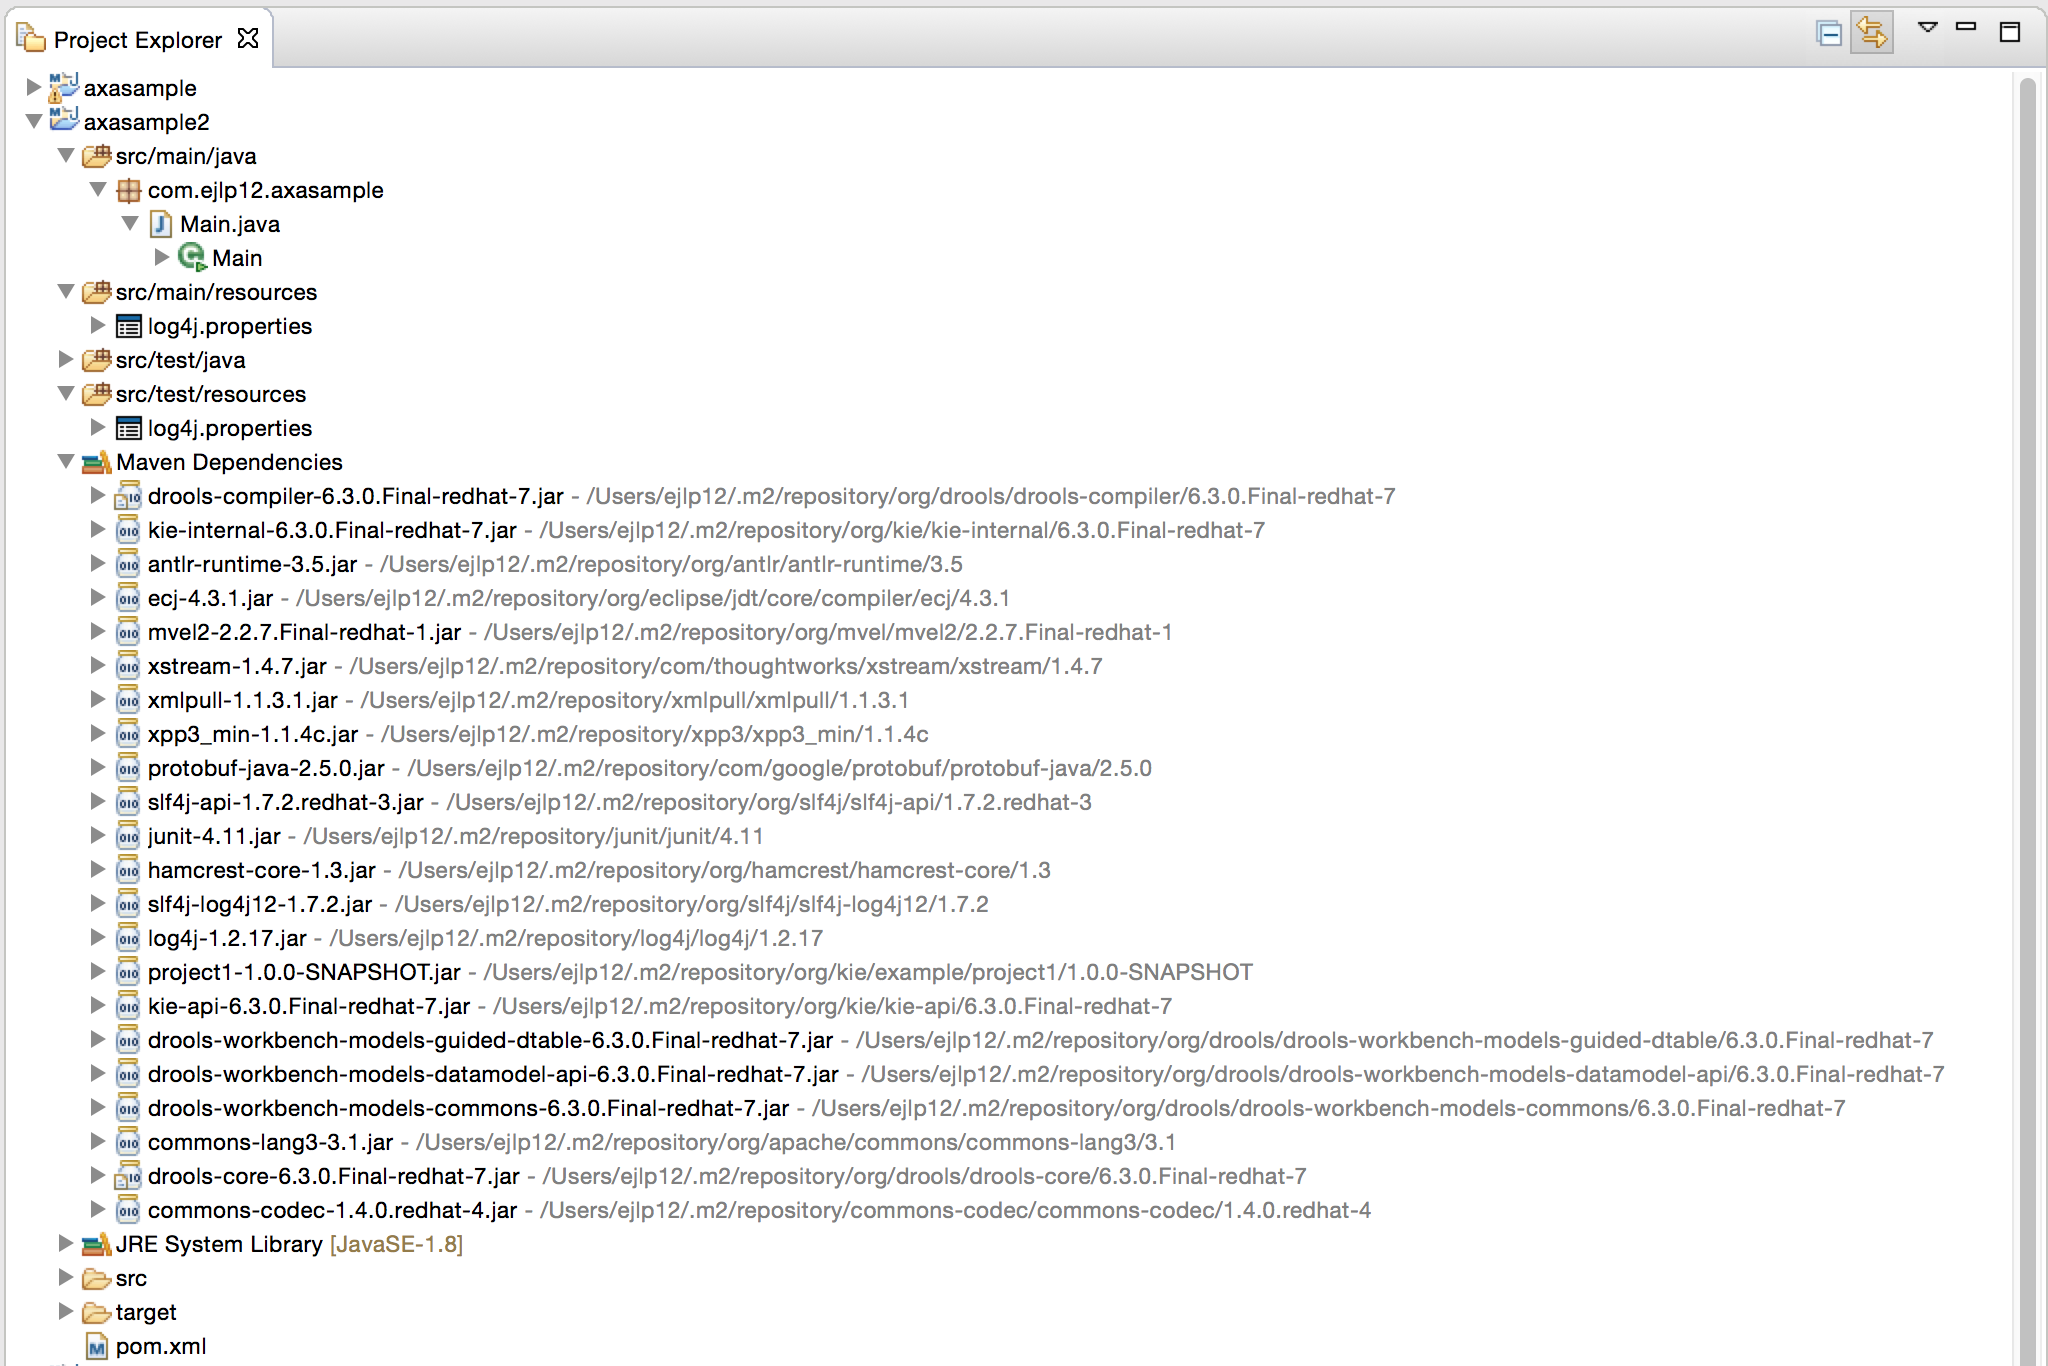 Project Explorer
axasample
axasample2
src/main/java
com.ejlp12.axasample
Main.java
Main
src/main/resources
log4j.properties
src/test/java
src/test/resources
log4j.properties
Maven Dependencies
drools-compiler-6.3.0.Final-redhat-7.jar - /Users/ejlp12/.m2/repository/org/drools/drools-compiler/6.3.0.Final-redhat-7
kie-internal-6.3.0.Final-redhat-7.jar - /Users/ejlp12/.m2/repository/org/kie/kie-internal/6.3.0.Final-redhat-7
antlr-runtime-3.5.jar - /Users/ejlp12/.m2/repository/org/antlr/antlr-runtime/3.5
ecj-4.3.1.jar - /Users/ejlp12/.m2/repository/org/eclipse/jdt/core/compiler/ecj/4.3.1
mvel2-2.2.7.Final-redhat-1.jar - /Users/ejlp12/.m2/repository/org/mvel/mvel2/2.2.7.Final-redhat-1
xstream-1.4.7.jar - /Users/ejlp12/.m2/repository/com/thoughtworks/xstream/xstream/1.4.7
xmlpull-1.1.3.1.jar - /Users/ejlp12/.m2/repository/xmlpull/xmlpull/1.1.3.1
xpp3_min-1.1.4c.jar - /Users/ejlp12/.m2/repository/xpp3/xpp3_min/1.1.4c
protobuf-java-2.5.0.jar - /Users/ejlp12/.m2/repository/com/google/protobuf/protobuf-java/2.5.0
slf4j-api-1.7.2.redhat-3.jar - /Users/ejlp12/.m2/repository/org/slf4j/slf4j-api/1.7.2.redhat-3
junit-4.11.jar - /Users/ejlp12/.m2/repository/junit/junit/4.11
hamcrest-core-1.3.jar - /Users/ejlp12/.m2/repository/org/hamcrest/hamcrest-core/1.3
slf4j-log4j12-1.7.2.jar - /Users/ejlp12/.m2/repository/org/slf4j/slf4j-log4j12/1.7.2
log4j-1.2.17.jar - /Users/ejlp12/.m2/repository/log4j/log4j/1.2.17
project1-1.0.0-SNAPSHOT.jar - /Users/ejlp12/.m2/repository/org/kie/example/project1/1.0.0-SNAPSHOT
kie-api-6.3.0.Final-redhat-7.jar - /Users/ejlp12/.m2/repository/org/kie/kie-api/6.3.0.Final-redhat-7
drools-workbench-models-guided-dtable-6.3.0.Final-redhat-7.jar - /Users/ejlp12/.m2/repository/org/drools/drools-workbench-models-guided-dtable/6.3.0.Final-redhat-7
drools-workbench-models-datamodel-api-6.3.0.Final-redhat-7.jar - /Users/ejlp12/.m2/repository/org/drools/drools-workbench-models-datamodel-api/6.3.0.Final-redhat-7
drools-workbench-models-commons-6.3.0.Final-redhat-7.jar - /Users/ejlp12/.m2/repository/org/drools/drools-workbench-models-commons/6.3.0.Final-redhat-7
commons-lang3-3.1.jar - /Users/ejlp12/.m2/repository/org/apache/commons/commons-lang3/3.1
drools-core-6.3.0.Final-redhat-7.jar - /Users/ejlp12/.m2/repository/org/drools/drools-core/6.3.0.Final-redhat-7
commons-codec-1.4.0.redhat-4.jar - /Users/ejlp12/.m2/repository/commons-codec/commons-codec/1.4.0.redhat-4
JRE System Library [JavaSE-1.8]
src
target
pom.xml